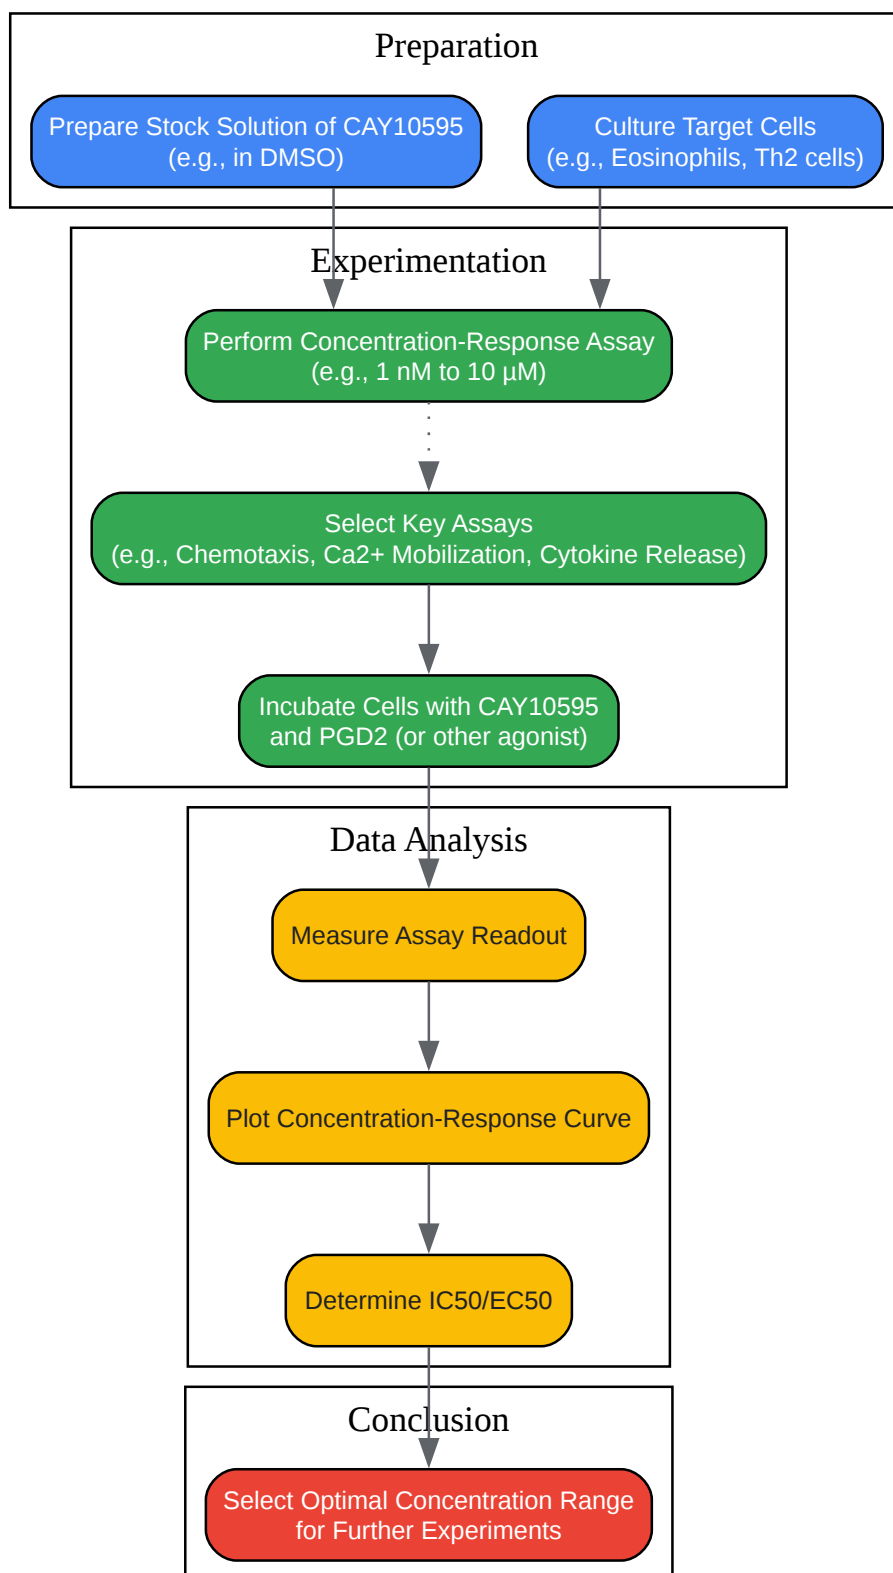 Preparation
Prepare Stock Solution of CAY10595
(e.g., in DMSO)
Culture Target Cells
(e.g., Eosinophils, Th2 cells)
Experimentation
Perform Concentration-Response Assay
(e.g., 1 nM to 10 µM)
Select Key Assays
(e.g., Chemotaxis, Ca2+ Mobilization, Cytokine Release)
Incubate Cells with CAY10595
and PGD2 (or other agonist)
Data Analysis
Measure Assay Readout
Plot Concentration-Response Curve
Determine IC50/EC50
Conclusion
Select Optimal Concentration Range
for Further Experiments